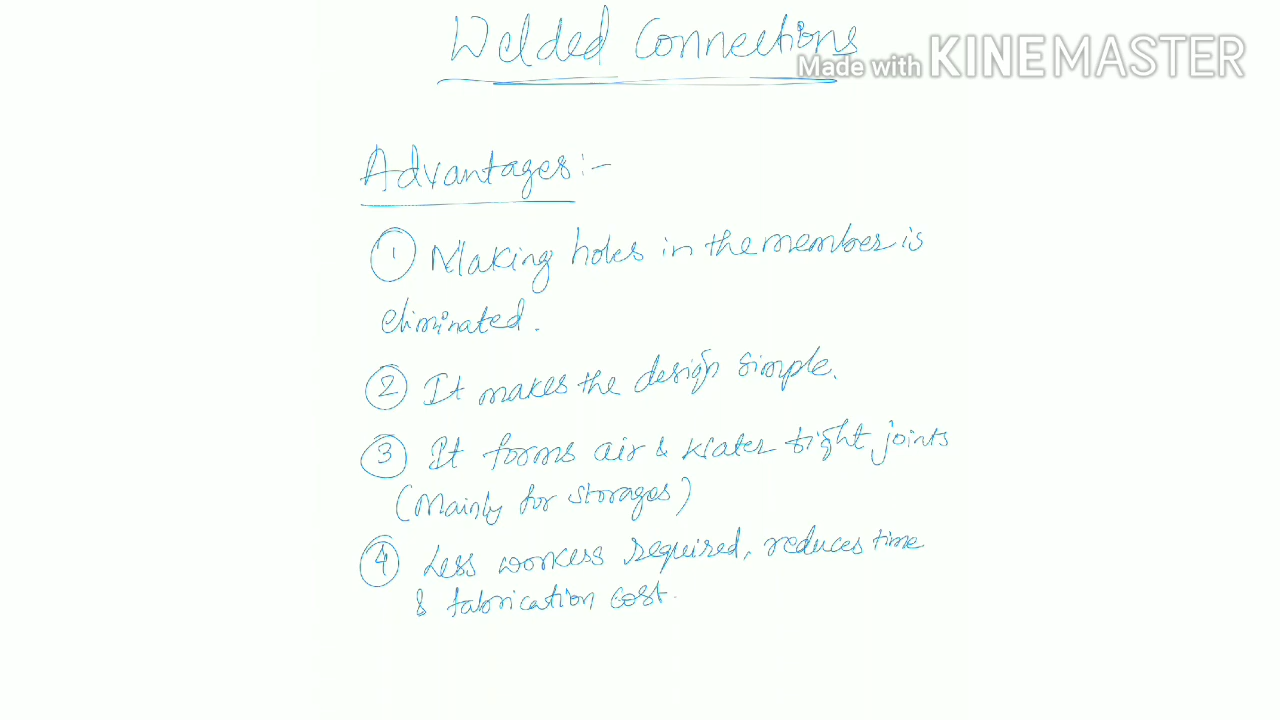 Welded Connections
Made with KINEMASTER
Advantages:-
① Making holes in the member is
eliminated.
② It makes the design simple.
③ It forms air & water tight joints
(Mainly for storages)
④ Less workers required, reduces time
& fabrication cost.